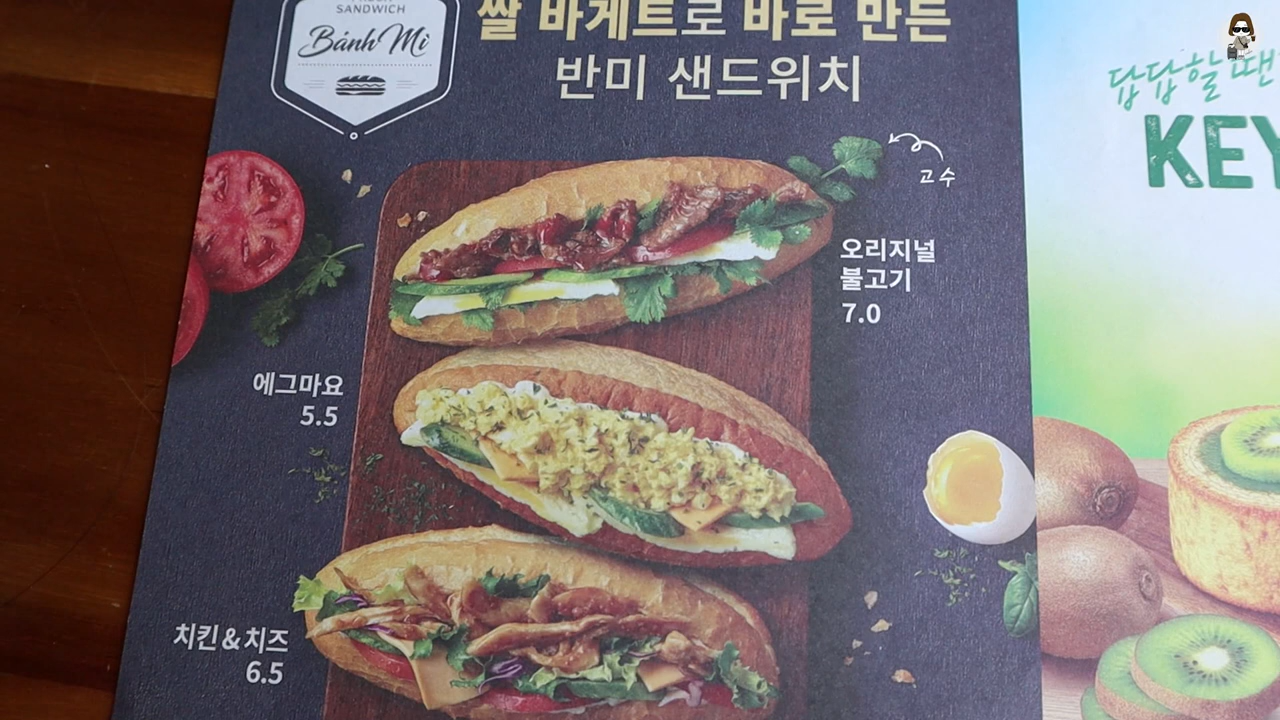 SANDWICH
Bánh Mì
쌀 바게트로 바로 만든
반미 샌드위치
고수
오리지널
불고기
7.0
에그마요
5.5
치킨&치즈
6.5
답답할 땐
KEY